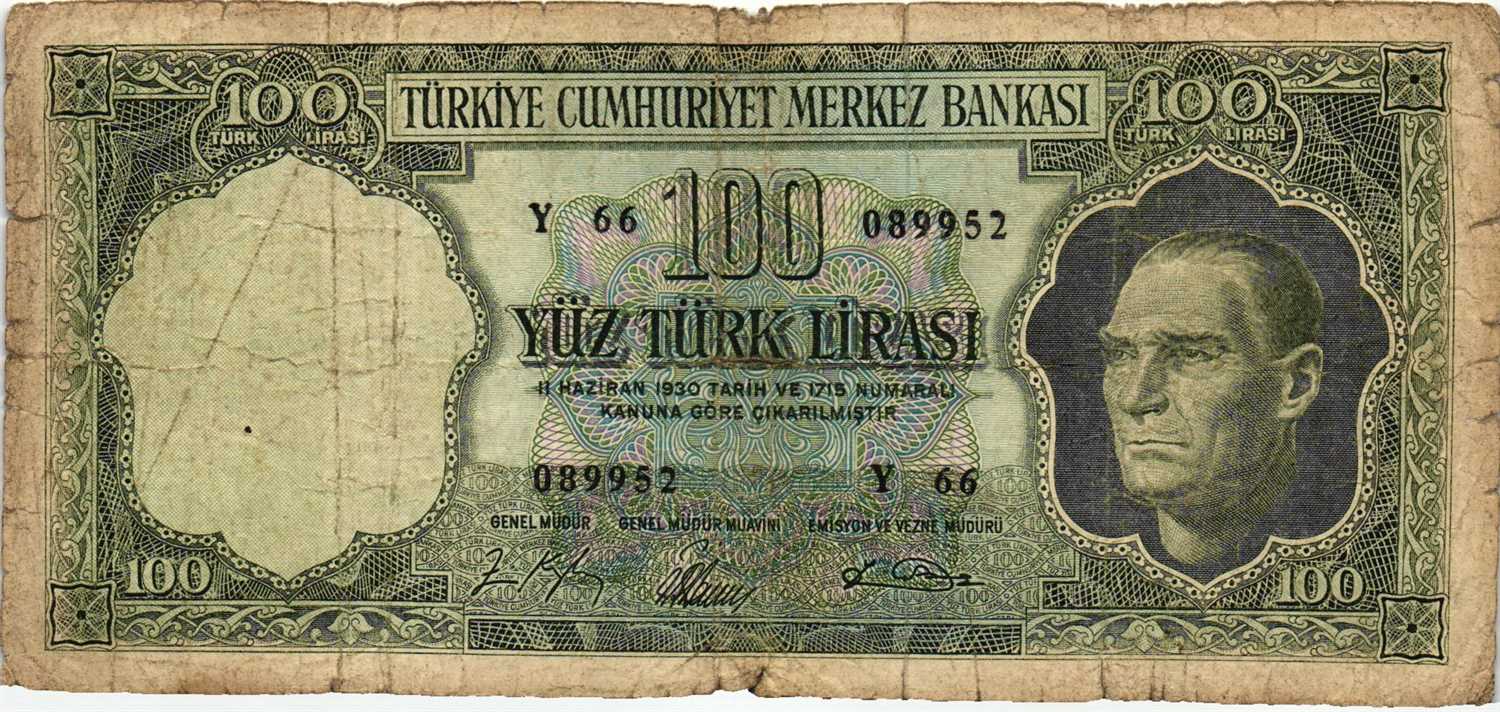 TÜRKİYE CUMHURİYET MERKEZ BANKASI
100
TÜRK LİRASI
100
TÜRK LİRASI
100
Y 66
089952
YÜZ TÜRK LİRASI
11 HAZİRAN 1930 TARİH VE 1715 NUMARALI
KANUNA GÖRE ÇIKARILMIŞTIR
089952
Y 66
GENEL MÜDÜR
GENEL MÜDÜR MUAVİNİ
EMİSYON VE VEZNE MÜDÜRÜ
100
100